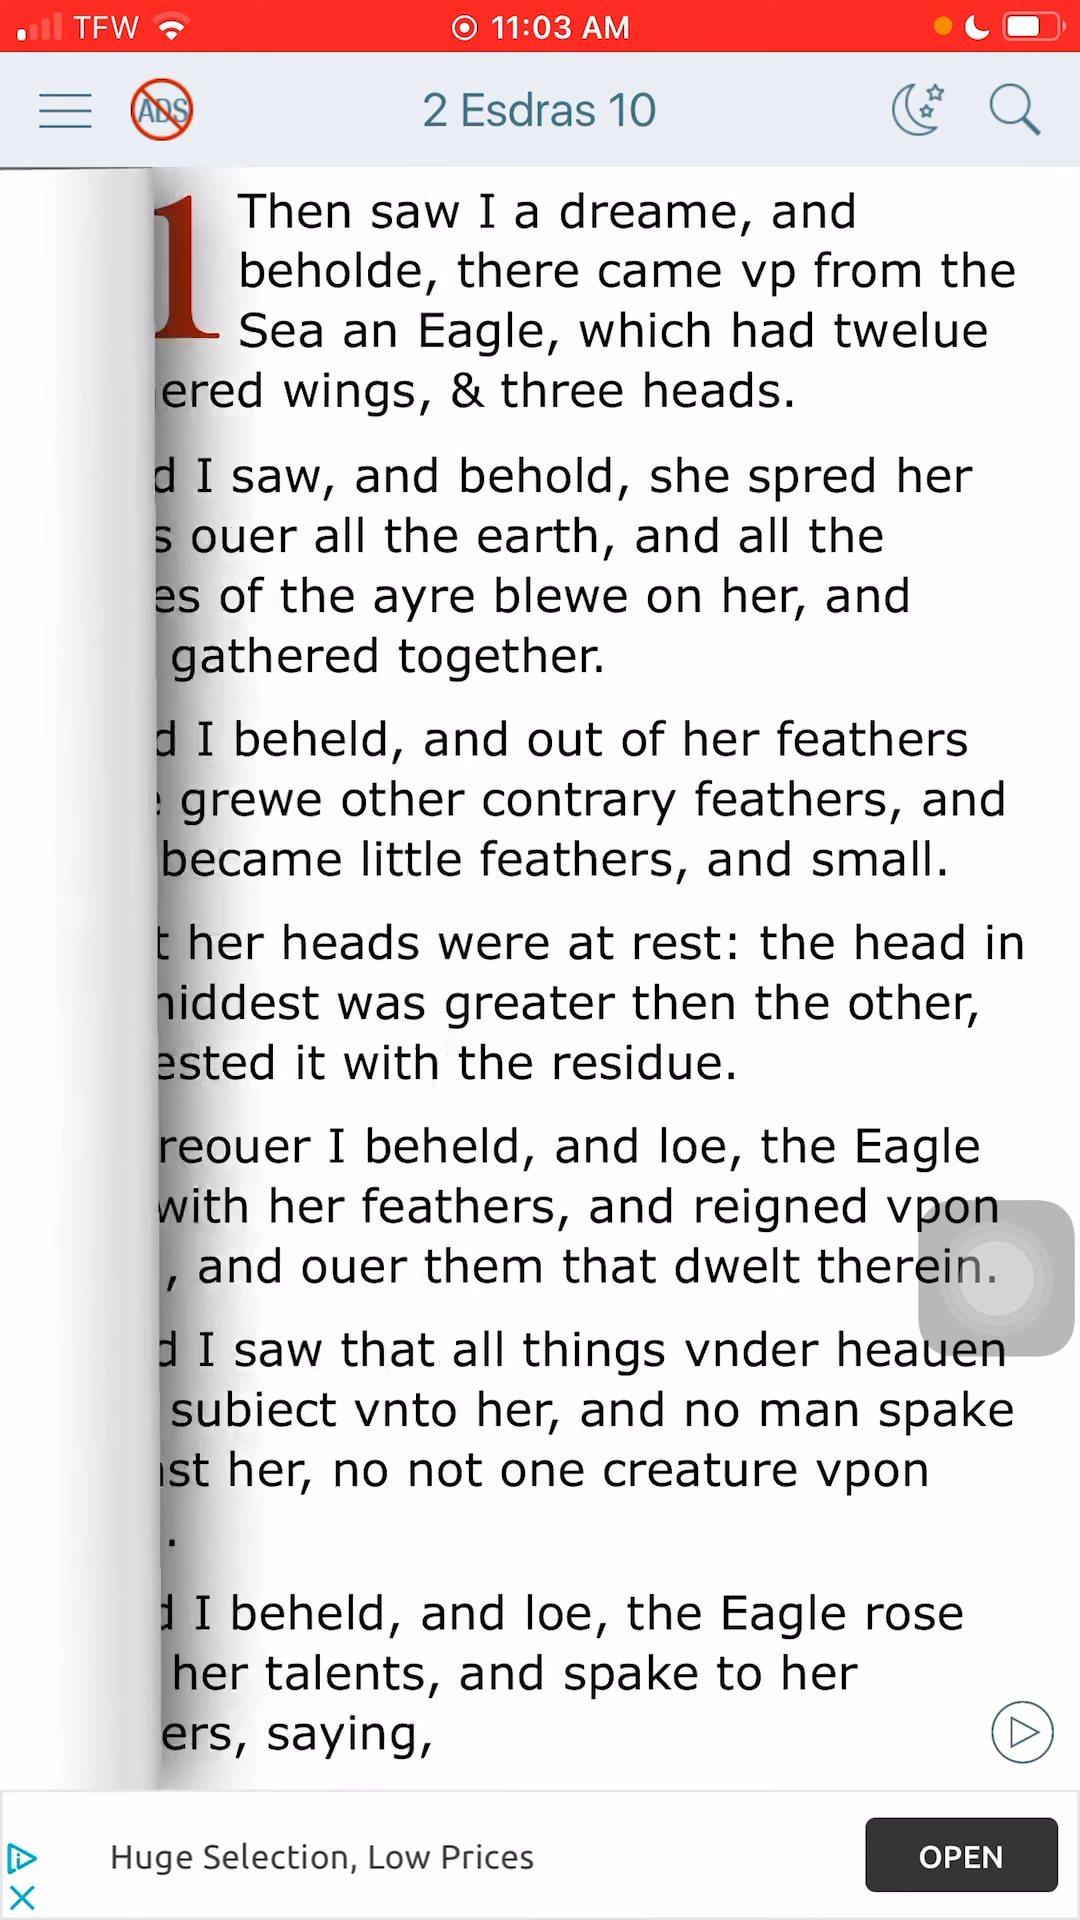 TFW 11:03 AM
ADS 2 Esdras 10
1 Then saw I a dreame, and
beholde, there came vp from the
Sea an Eagle, which had twelue
ered wings, & three heads.
d I saw, and behold, she spred her
s ouer all the earth, and all the
es of the ayre blewe on her, and
gathered together.
d I beheld, and out of her feathers
grewe other contrary feathers, and
became little feathers, and small.
t her heads were at rest: the head in
iddest was greater then the other,
ested it with the residue.
reouer I beheld, and loe, the Eagle
with her feathers, and reigned vpon
, and ouer them that dwelt therein.
d I saw that all things vnder heauen
subiect vnto her, and no man spake
st her, no not one creature vpon
.
d I beheld, and loe, the Eagle rose
her talents, and spake to her
ers, saying,
Huge Selection, Low Prices
OPEN